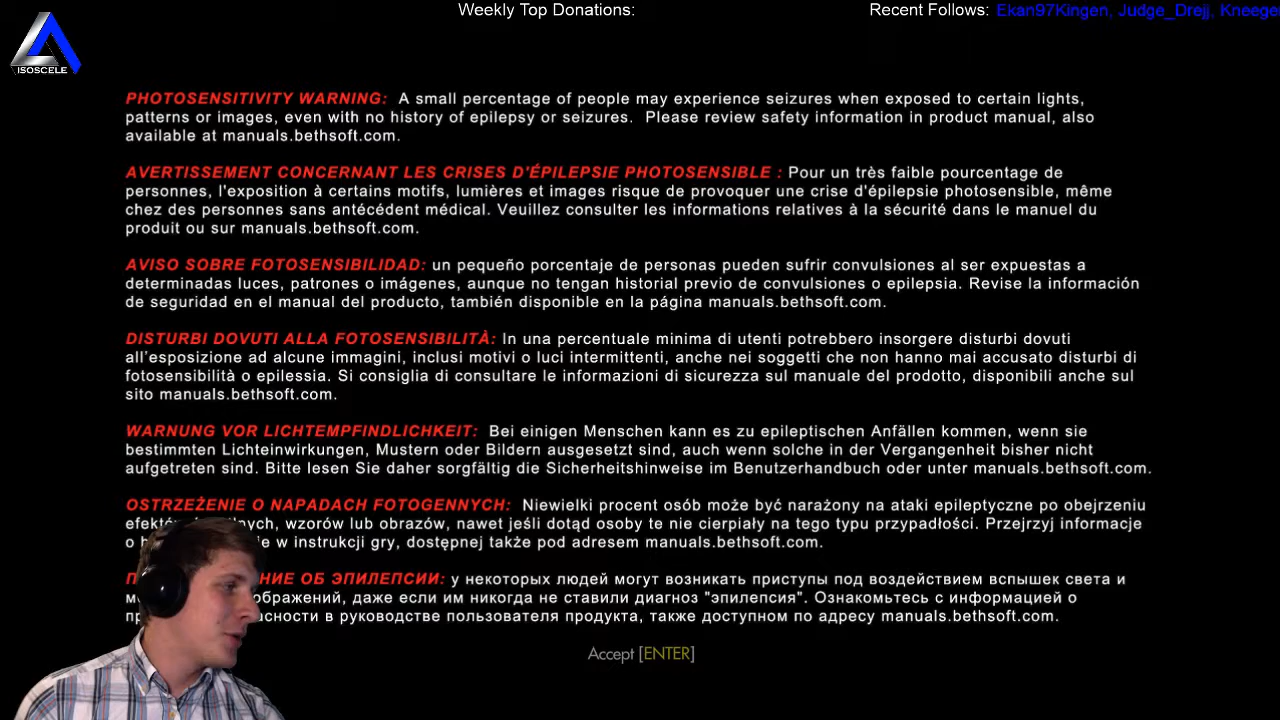 Weekly Top Donations:
Recent Follows: Ekan97Kingen, Judge_Drejj,
ISOSCELE
PHOTOSENSITIVITY WARNING: A small percentage of people may experience seizures when exposed to certain lights,
patterns or images, even with no history of epilepsy or seizures. Please review safety information in product manual, also
available at manuals.bethsoft.com.
AVERTISSEMENT CONCERNANT LES CRISES D'ÉPILEPSIE PHOTOSENSIBLE : Pour un très faible pourcentage de
personnes, l'exposition à certains motifs, lumières et images risque de provoquer une crise d'épilepsie photosensible, même
chez des personnes sans antécédent médical. Veuillez consulter les informations relatives à la sécurité dans le manuel du
produit ou sur manuals.bethsoft.com.
AVISO SOBRE FOTOSENSIBILIDAD: un pequeño porcentaje de personas pueden sufrir convulsiones al ser expuestas a
determinadas luces, patrones o imágenes, aunque no tengan historial previo de convulsiones o epilepsia. Revise la información
de seguridad en el manual del producto, también disponible en la página manuals.bethsoft.com.
DISTURBI DOVUTI ALLA FOTOSENSIBILITÀ: In una percentuale minima di utenti potrebbero insorgere disturbi dovuti
all'esposizione ad alcune immagini, inclusi motivi o luci intermittenti, anche nei soggetti che non hanno mai accusato disturbi di
fotosensibilità o epilessia. Si consiglia di consultare le informazioni di sicurezza sul manuale del prodotto, disponibili anche sul
sito manuals.bethsoft.com.
WARNUNG VOR LICHTEMPFINDLICHKEIT: Bei einigen Menschen kann es zu epileptischen Anfällen kommen, wenn sie
bestimmten Lichteinwirkungen, Mustern oder Bildern ausgesetzt sind, auch wenn solche in der Vergangenheit bisher nicht
aufgetreten sind. Bitte lesen Sie daher sorgfältig die Sicherheitshinweise im Benutzerhandbuch oder unter manuals.bethsoft.com.
OSTRZEŻENIE O NAPADACH FOTOGENNYCH: Niewielki procent osób może być narażony na ataki epileptyczne po obejrzeniu
wzorów lub obrazów, nawet jeśli dotąd osoby te nie cierpiały na tego typu przypadłości. Przejrzyj informacje
o w instrukcji gry, dostępnej także pod adresem manuals.bethsoft.com.
ОБ ЭПИЛЕПСИИ: у некоторых людей могут возникать приступы под воздействием вспышек света и
даже если им никогда не ставили диагноз "эпилепсия". Ознакомьтесь с информацией о
в руководстве пользователя продукта, также доступном по адресу manuals.bethsoft.com.
Accept [ENTER]